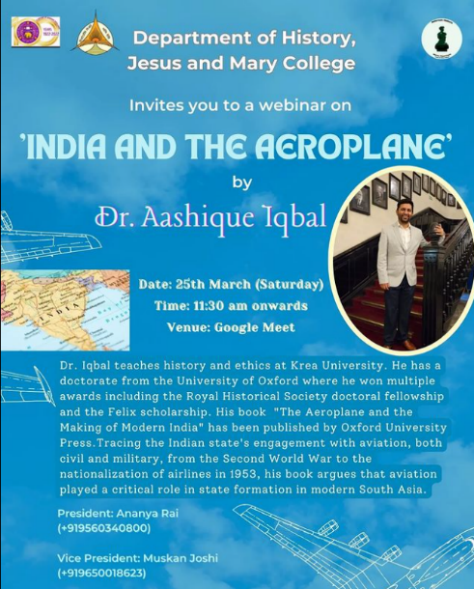 Department of History,
Jesus and Mary College
Invites you to a webinar on
'INDIA AND THE AEROPLANE'
by
Dr. Aashique Iqbal
Date: 25th March (Saturday)
Time: 11:30 am onwards
Venue: Google Meet
INDIA
Dr. Iqbal teaches history and ethics at Krea University. He has a
doctorate from the University of Oxford where he won multiple
awards including the Royal Historical Society doctoral fellowship
and the Felix scholarship. His book "The Aeroplane and the
Making of Modern India" has been published by Oxford University
Press.Tracing the Indian state's engagement with aviation, both
civil and military, from the Second World War to the
nationalization of airlines in 1953, his book argues that aviation
played a critical role in state formation in modern South Asia.
President: Ananya Rai
(+919560340800)
Vice President: Muskan Joshi
(+919650018623)